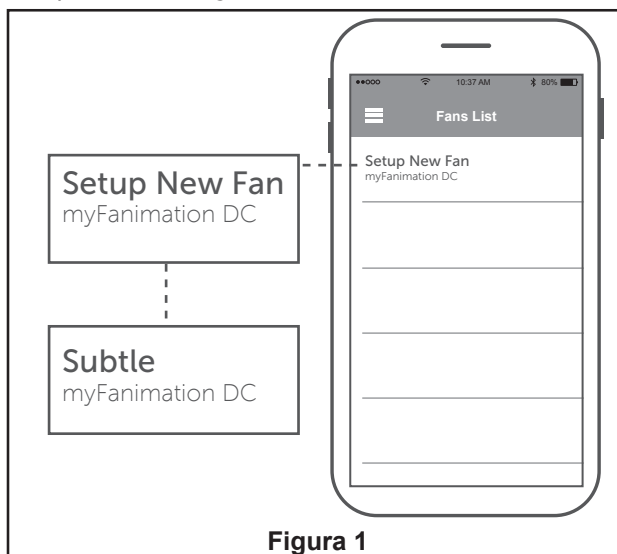 10:37 AM 80%
Fans List
Setup New Fan
myFanimation DC
Setup New Fan
myFanimation DC
Subtle
myFanimation DC
Figura 1